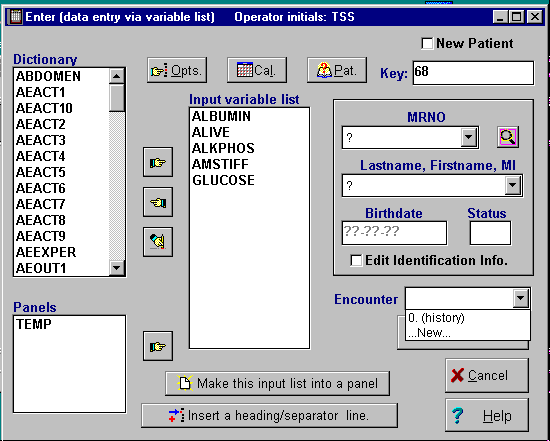 Enter (data entry via variable list) Operator initials: TSS
New Patient
Dictionary
Opts.
Cal.
Pat.
Key: 68
ABDOMEN
AEACT1
AEACT10
AEACT2
AEACT3
AEACT4
AEACT5
AEACT6
AEACT7
AEACT8
AEACT9
AEEXPER
AEOUT1
Input variable list
ALBUMIN
ALIVE
ALKPHOS
AMSTIFF
GLUCOSE
MRNO
?
Lastname, Firstname, MI
?
Birthdate Status
??-??-??
Edit Identification Info.
Panels
TEMP
Encounter
0. (history)
...New...
Make this input list into a panel
Cancel
Insert a heading/separator line.
? Help